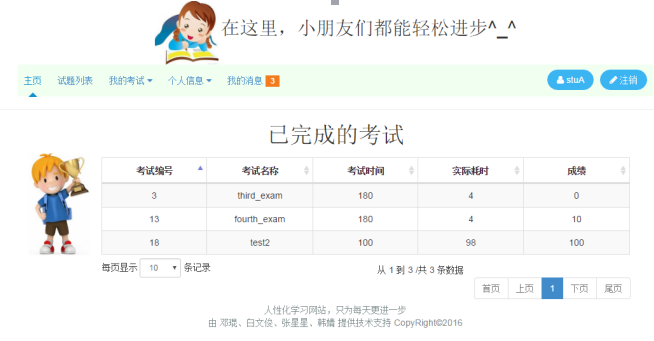 在这里，小朋友们都能轻松进步^_^
主页 试题列表 我的考试 个人信息 我的消息 3 stuA 注销
已完成的考试
考试编号 考试名称 考试时间 实际耗时 成绩
3 third_exam 180 4 0
13 fourth_exam 180 4 10
18 test2 100 98 100
每页显示 10 条记录 从 1 到 3 /共 3 条数据
首页 上页 1 下页 尾页
人性化学习网站，只为每天更进一步
由 邓琨、白文俊、张星星、韩婧 提供技术支持 CopyRight©2016